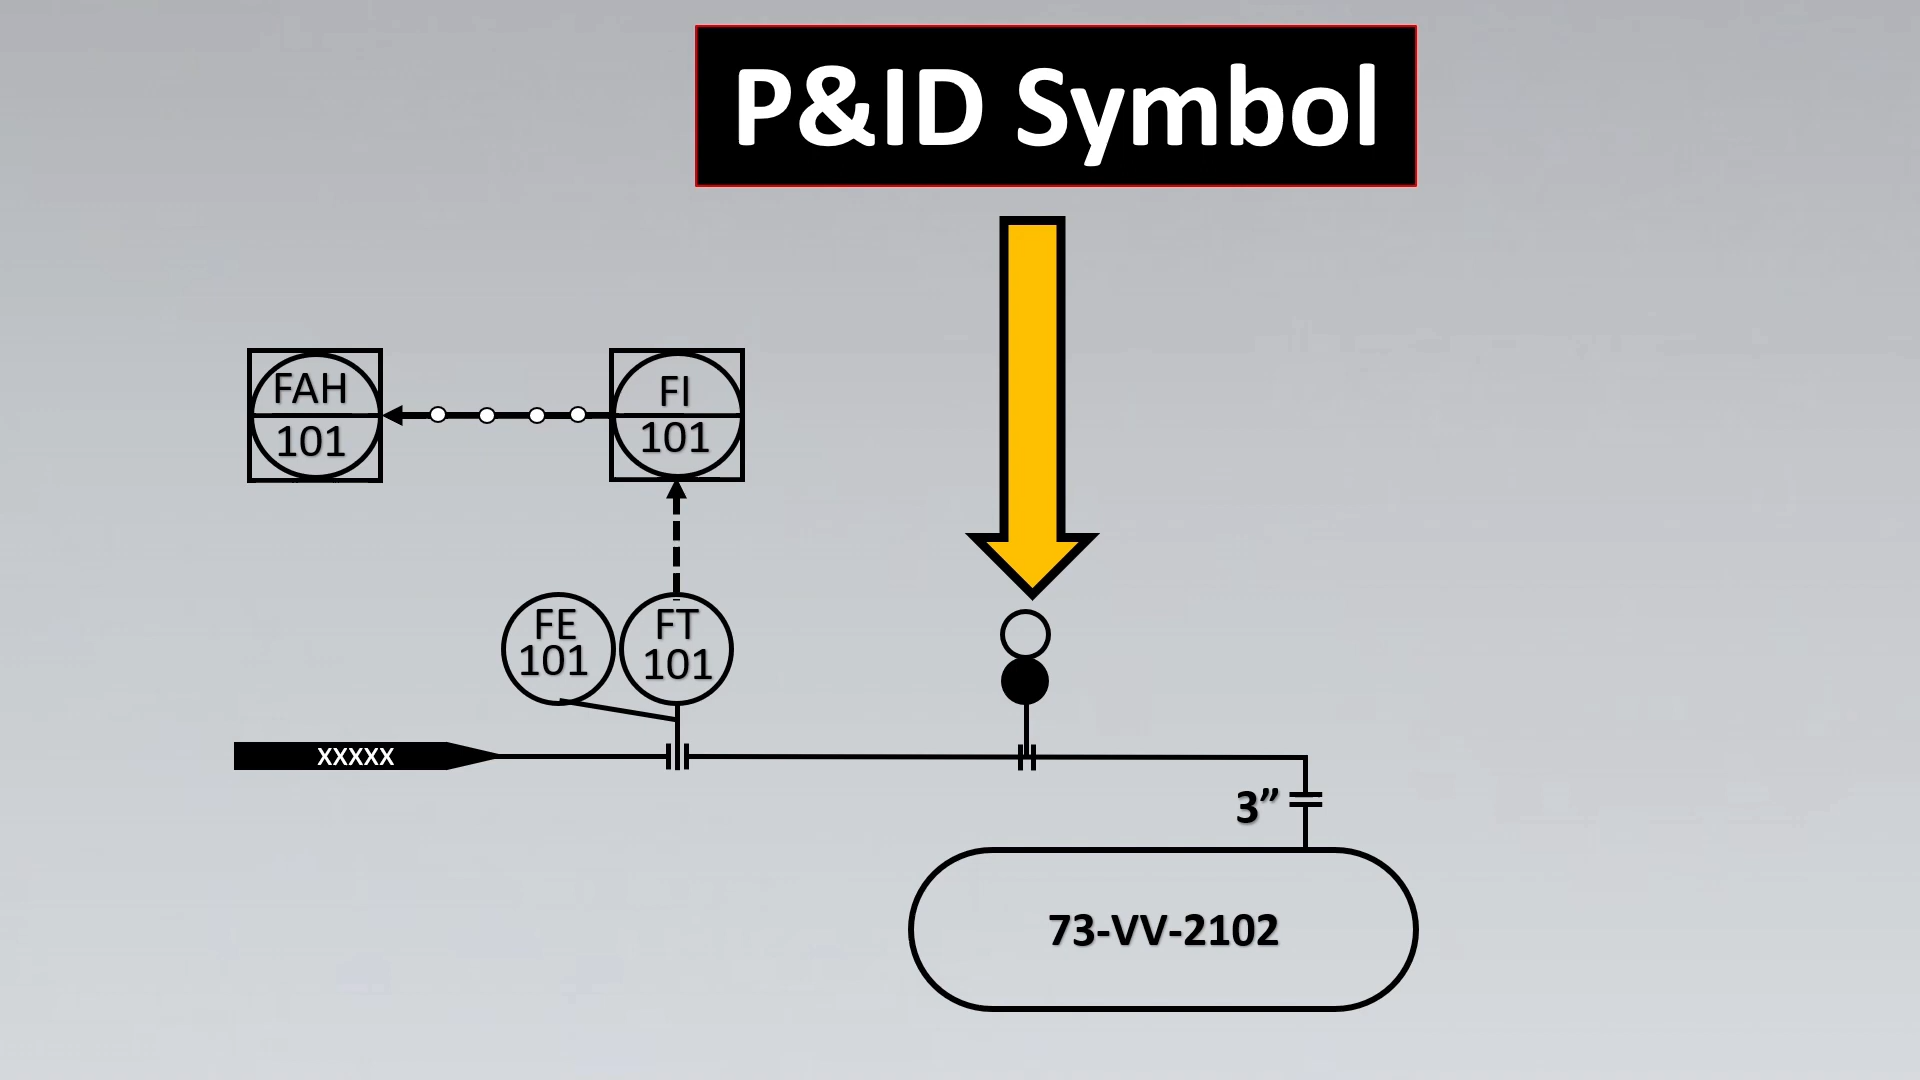 P&ID Symbol
FAH
101
FI
101
FE
101
FT
101
XXXXX
3”
73-VV-2102